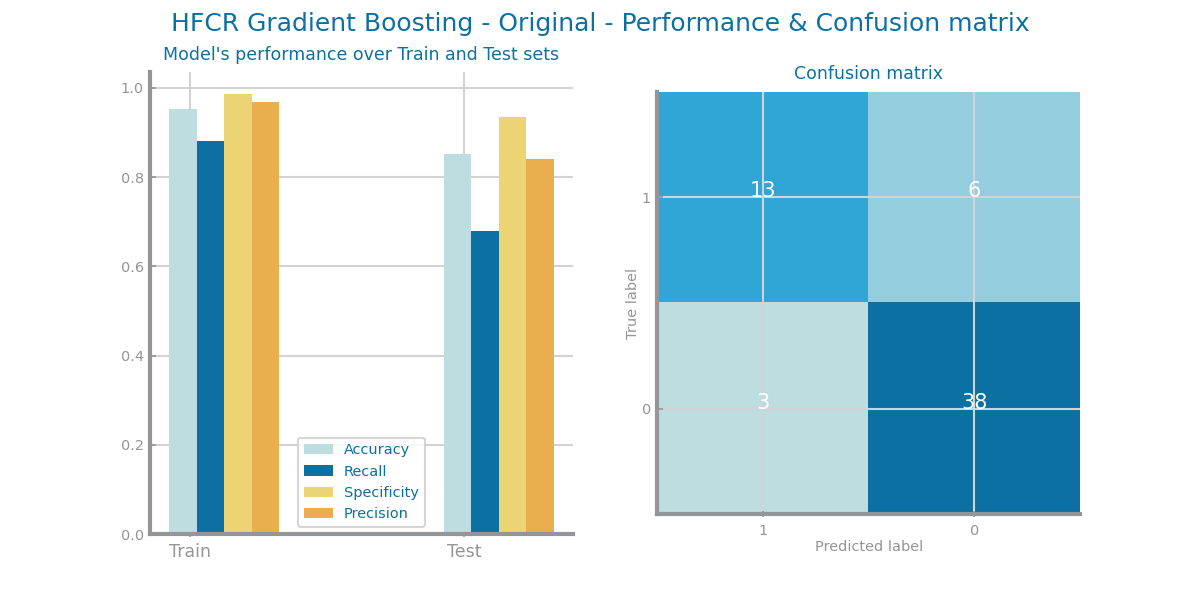 HFCR Gradient Boosting - Original - Performance & Confusion matrix
Model's performance over Train and Test sets
1.0
0.8
0.6
0.4
0.2
0.0
Train
Test
Accuracy
Recall
Specificity
Precision
Confusion matrix
True label
1
0
13
6
3
38
1
0
Predicted label